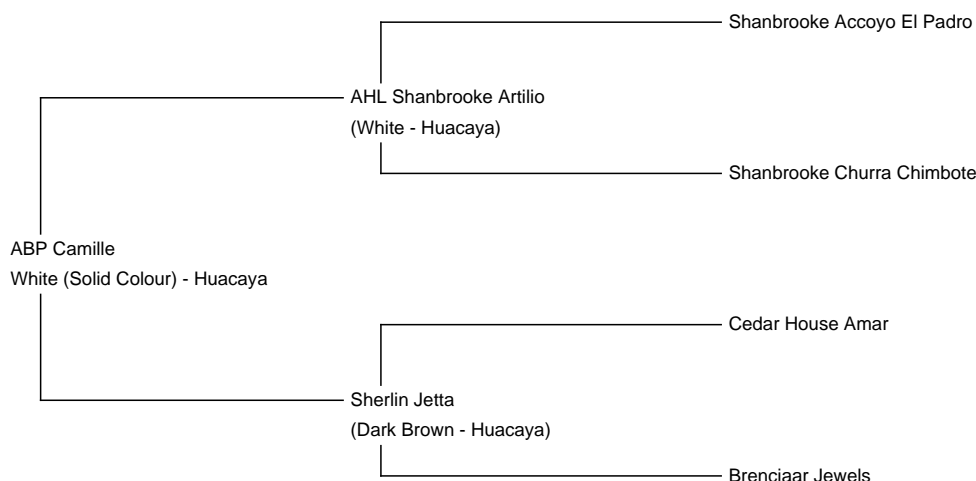 Shanbrooke Accoyo El Padro
AHL Shanbrooke Artilio
(White - Huacaya)
Shanbrooke Churra Chimbote
ABP Camille
White (Solid Colour) - Huacaya
Cedar House Amar
Sherlin Jetta
(Dark Brown - Huacaya)
Brenciaar Jewels